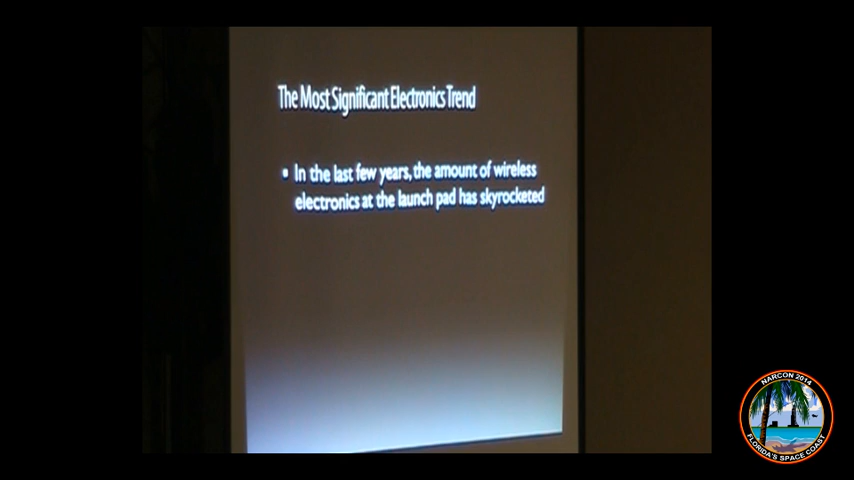 The Most Significant Electronics Trend
▪ In the last few years, the amount of wireless
electronics at the launch pad has skyrocketed
NARCON 2014
FLORIDA'S SPACE COAST